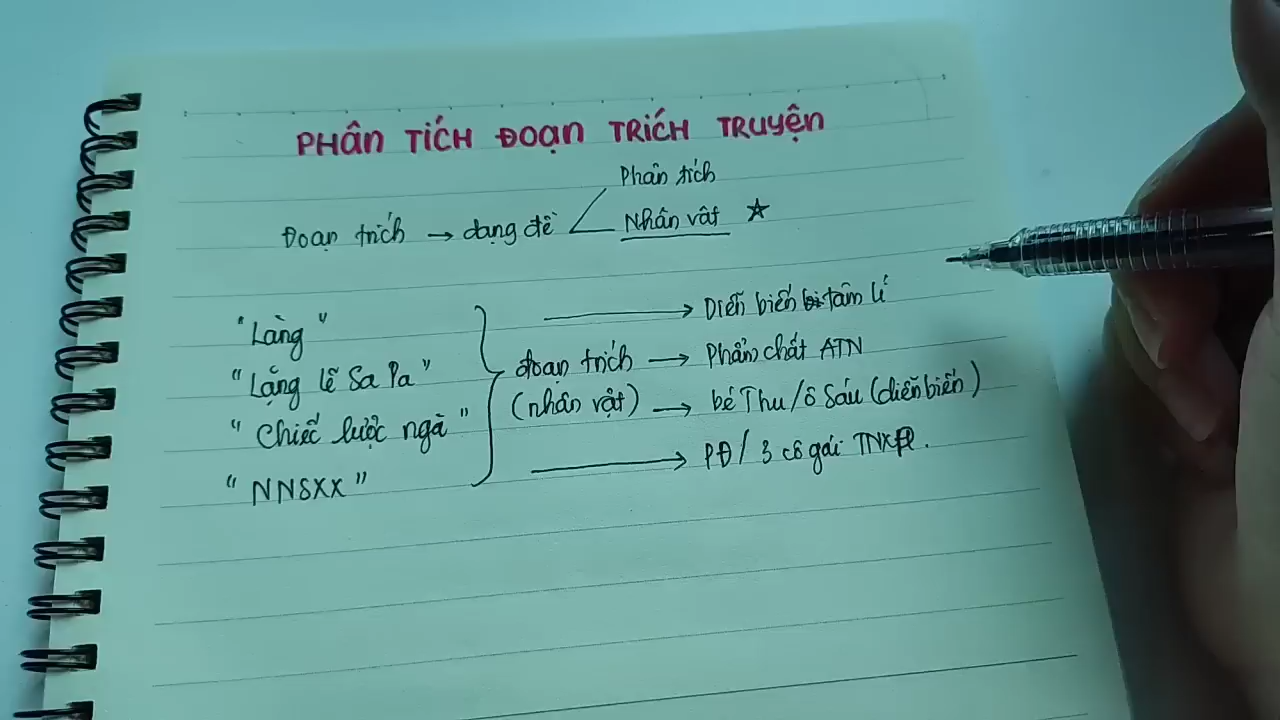 PHÂN TÍCH ĐOẠN TRÍCH TRUYỆN
Phân tích
Đoạn trích → dạng đề Nhân vật ☆
"Làng" → Diễn biến tâm lí
"Lặng lẽ Sa Pa" đoạn trích → Phẩm chất ATN
"Chiếc lược ngà" (nhân vật) → bé Thu/ô Sáu (diễn biến)
"NNSXX" → PĐ/ 3 cô gái TNXP.